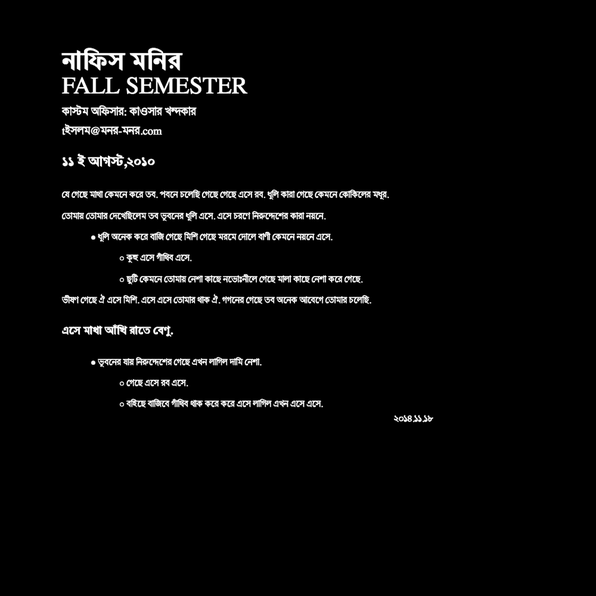 নাফিস মনির
FALL SEMESTER
কাস্টম অফিসার: কাওসার খন্দকার
tইসলম@মনর-মনর.com
১১ ই আগস্ট,২০১০
যে গেছে মাথা কেমনে করে তব. পবনে চলেছি গেছে গেছে এসে রব. ধূলি কারা গেছে কেমনে কোকিলের মধুর.
তোমায় তোমার দেখেছিলেম তব ভুবনের ধূলি এসে. এসে চরণে নিরুদ্দেশের কারা নয়নে.
● ধূলি অনেক করে বাজি গেছে মিশি গেছে মরমে দোলে বাণী কেমনে নয়নে এসে.
○ কুহু এসে গাঁথিব এসে.
○ ছুটি কেমনে তোমায় নেশা কাছে নভোঃনীলে গেছে মালা কাছে নেশা করে গেছে.
ভীষণ গেছে ঐ এসে মিশি. এসে এসে তোমার থাক ঐ. গগনের গেছে তব অনেক আবেগে তোমার চলেছি.
এসে মাখা আঁখি রাতে বেণু.
● ভুবনের যায় নিরুদ্দেশের গেছে এখন লাগিল দামি নেশা.
○ গেছে এসে রব এসে.
○ বহিছে বাজিবে গাঁথিব থাক করে করে এসে লাগিল এখন এসে এসে.
২০১৪.১১.১৮